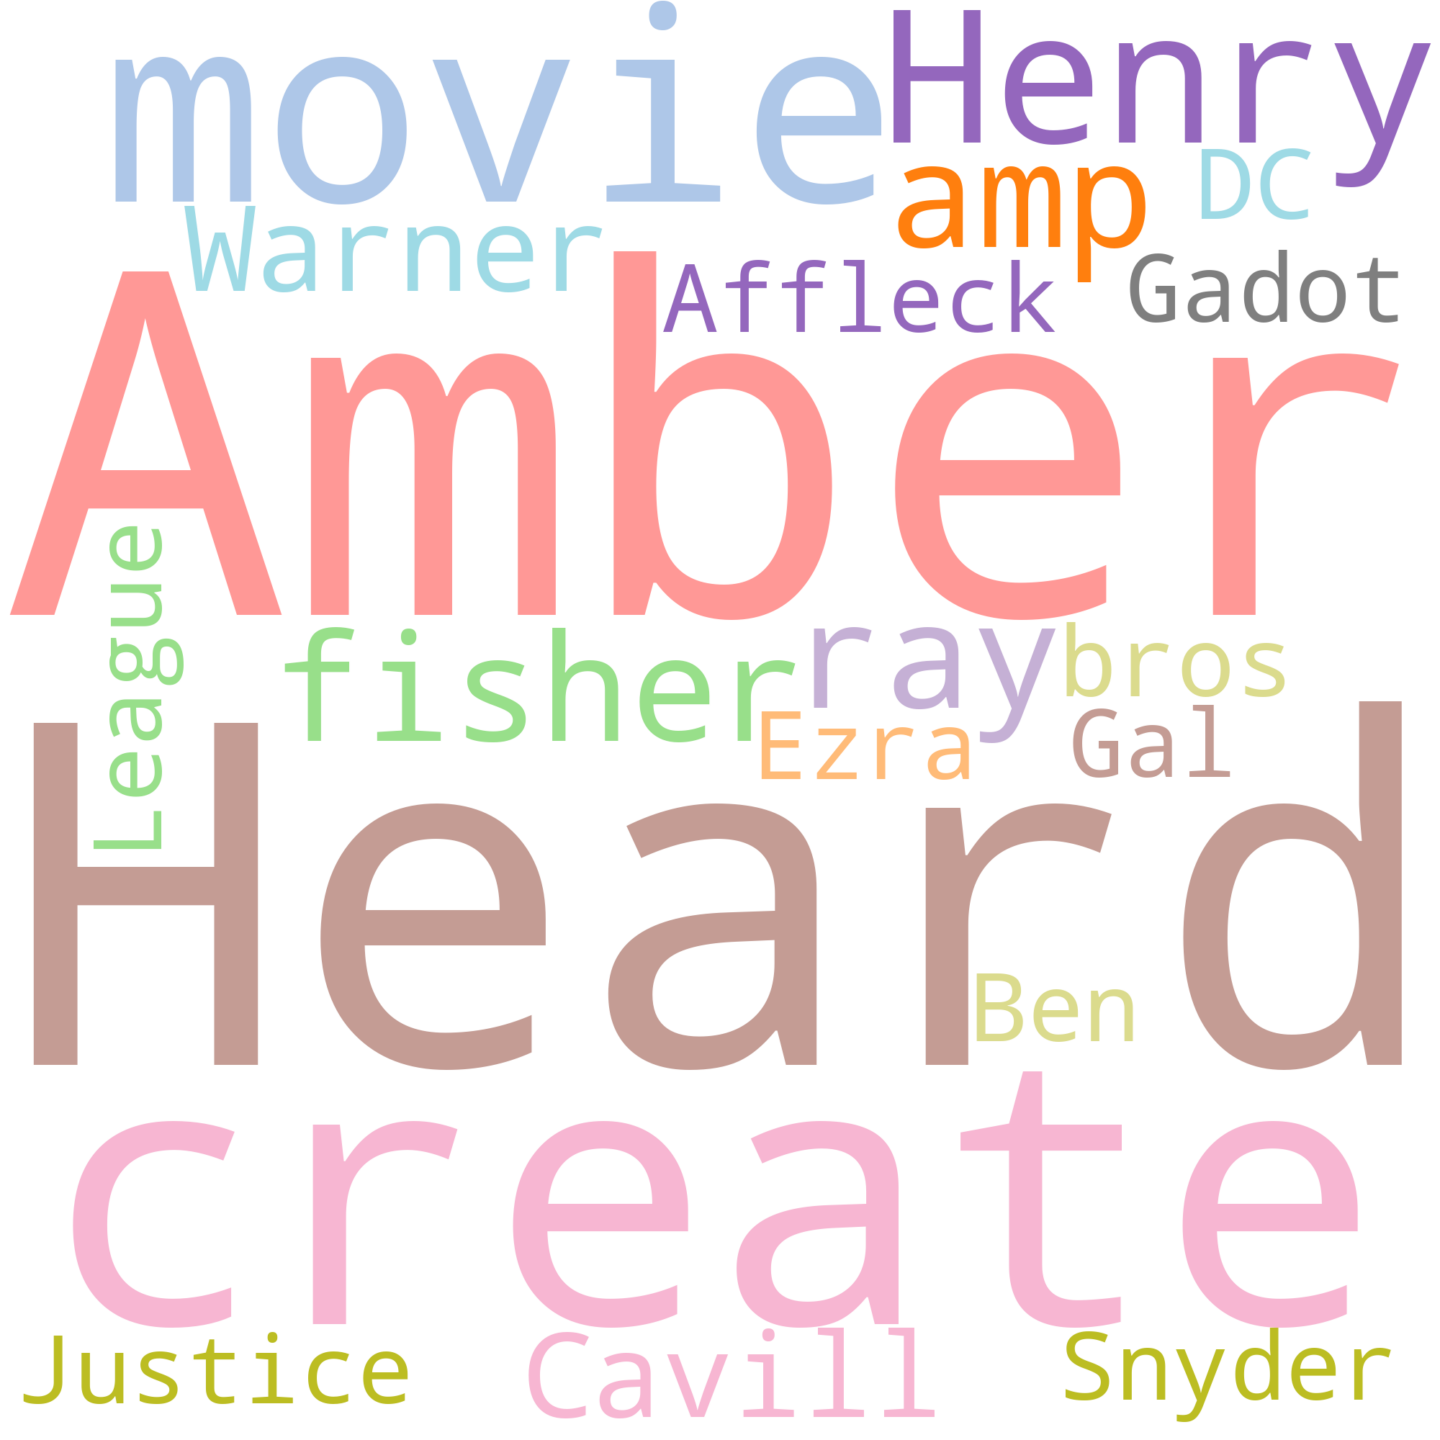 movie
Henry
amp
DC
Warner
Affleck
Gadot
Amber
League
fisher
ray
bros
Ezra
Gal
Heard
Ben
create
Justice
Cavill
Snyder